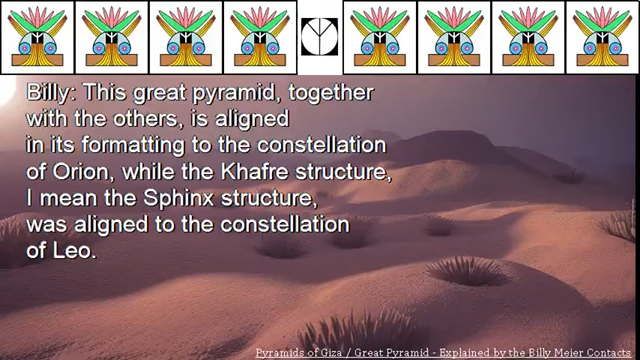 Billy: This great pyramid, together
with the others, is aligned
in its formatting to the constellation
of Orion, while the Khafre structure,
I mean the Sphinx structure,
was aligned to the constellation
of Leo.
Pyramids of Giza / Great Pyramid - Explained by the Billy Meier Contacts